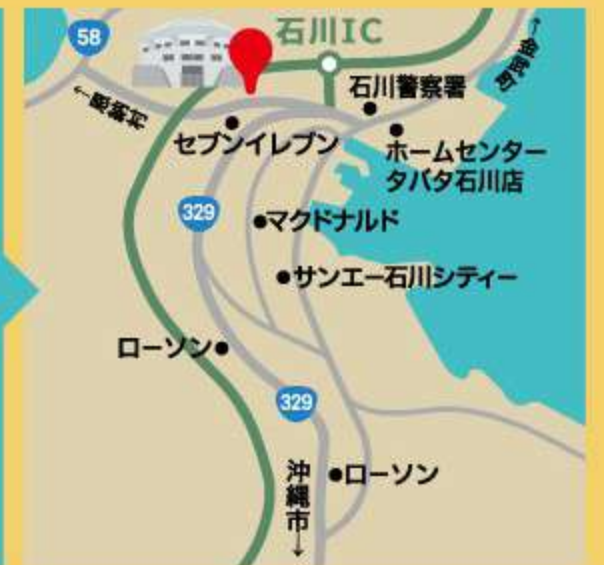 58
石川IC
↑金武町
←恩納村
石川警察署
セブンイレブン
ホームセンター
タバタ石川店
329
マクドナルド
サンエー石川シティー
ローソン
329
沖縄市→
ローソン